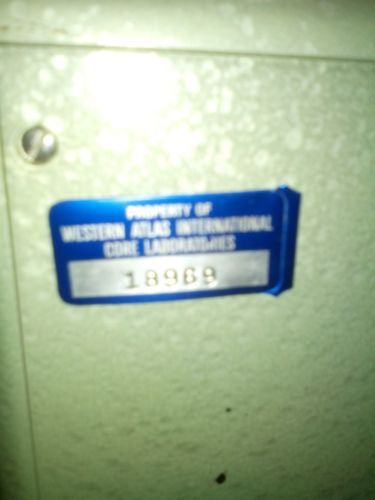 PROPERTY OF
WESTERN ATLAS INTERNATIONAL
CORE LABORATORIES
18969